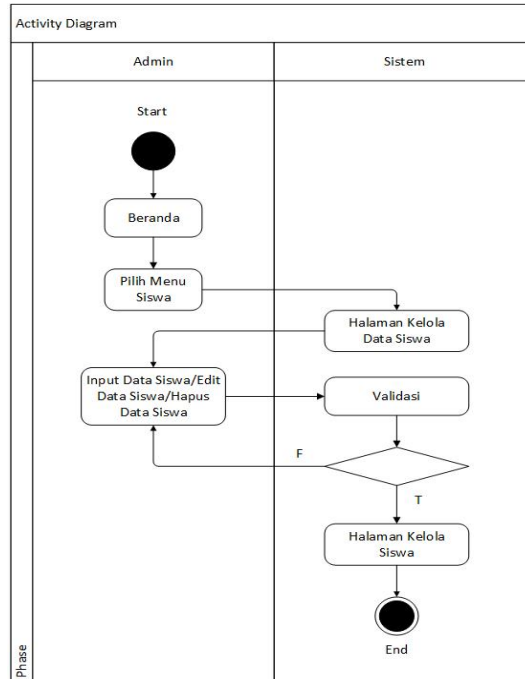 Activity Diagram
Admin
Sistem
Start
Beranda
Pilih Menu
Siswa
Halaman Kelola
Data Siswa
Input Data Siswa/Edit
Data Siswa/Hapus
Data Siswa
Validasi
F
T
Halaman Kelola
Siswa
End
Phase